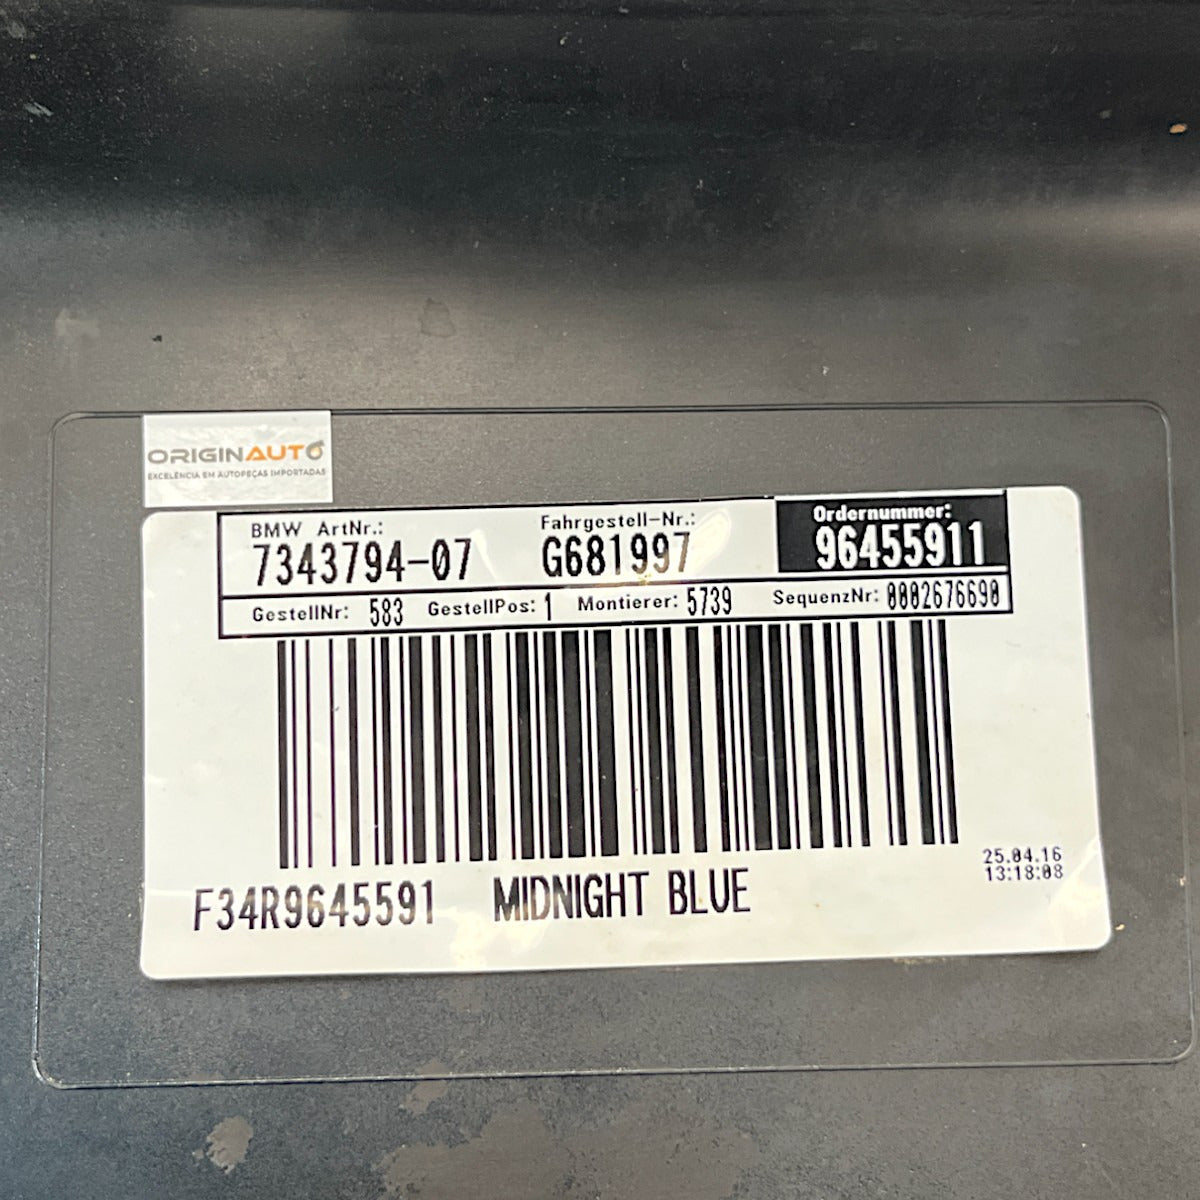 ORIGINAUTO
EXCELÊNCIA EM AUTOPEÇAS IMPORTADAS
BMW ArtNr.: Fahrgestell-Nr.: Ordernummer:
7343794-07 G681997 96455911
GestellNr: 583 GestellPos: 1 Montierer: 5739 SequenzNr: 0002676690
F34R9645591 MIDNIGHT BLUE
25.04.16
13:18:08